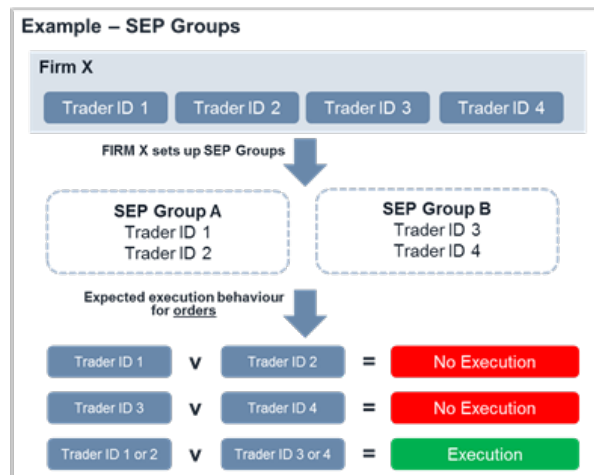 Example – SEP Groups
Firm X
Trader ID 1 Trader ID 2 Trader ID 3 Trader ID 4
FIRM X sets up SEP Groups
SEP Group A
Trader ID 1
Trader ID 2
SEP Group B
Trader ID 3
Trader ID 4
Expected execution behaviour
for orders
Trader ID 1 v Trader ID 2 = No Execution
Trader ID 3 v Trader ID 4 = No Execution
Trader ID 1 or 2 v Trader ID 3 or 4 = Execution